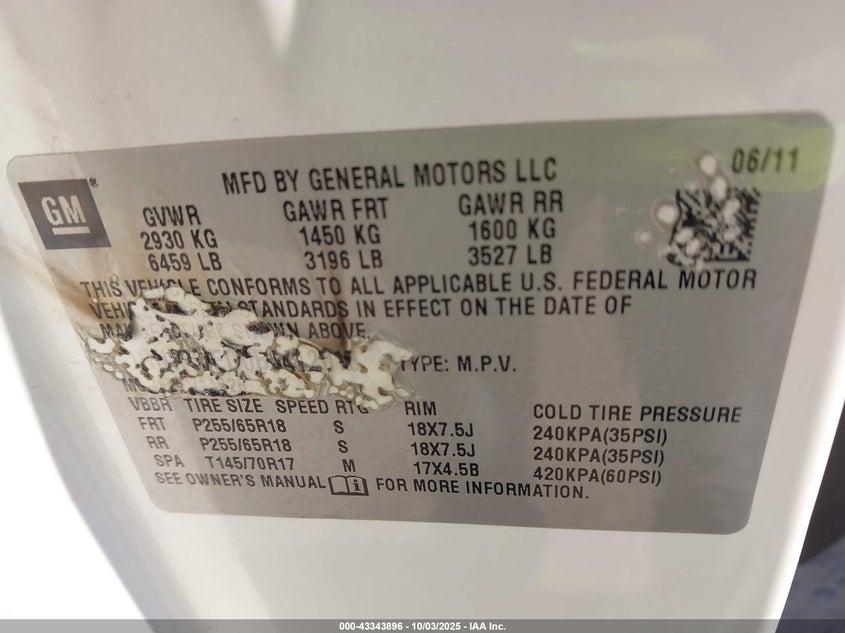 GM
MFD BY GENERAL MOTORS LLC
06/11
GVWR GAWR FRT GAWR RR
2930 KG 1450 KG 1600 KG
6459 LB 3196 LB 3527 LB
THIS VEHICLE CONFORMS TO ALL APPLICABLE U.S. FEDERAL MOTOR
STANDARDS IN EFFECT ON THE DATE OF
SHOWN ABOVE.
TYPE: M.P.V.
VBBR TIRE SIZE SPEED RTG RIM COLD TIRE PRESSURE
FRT P255/65R18 S 18X7.5J 240KPA(35PSI)
RR P255/65R18 S 18X7.5J 240KPA(35PSI)
SPA T145/70R17 M 17X4.5B 420KPA(60PSI)
SEE OWNER'S MANUAL FOR MORE INFORMATION.
000-43343896 - 10/03/2025 - IAA Inc.